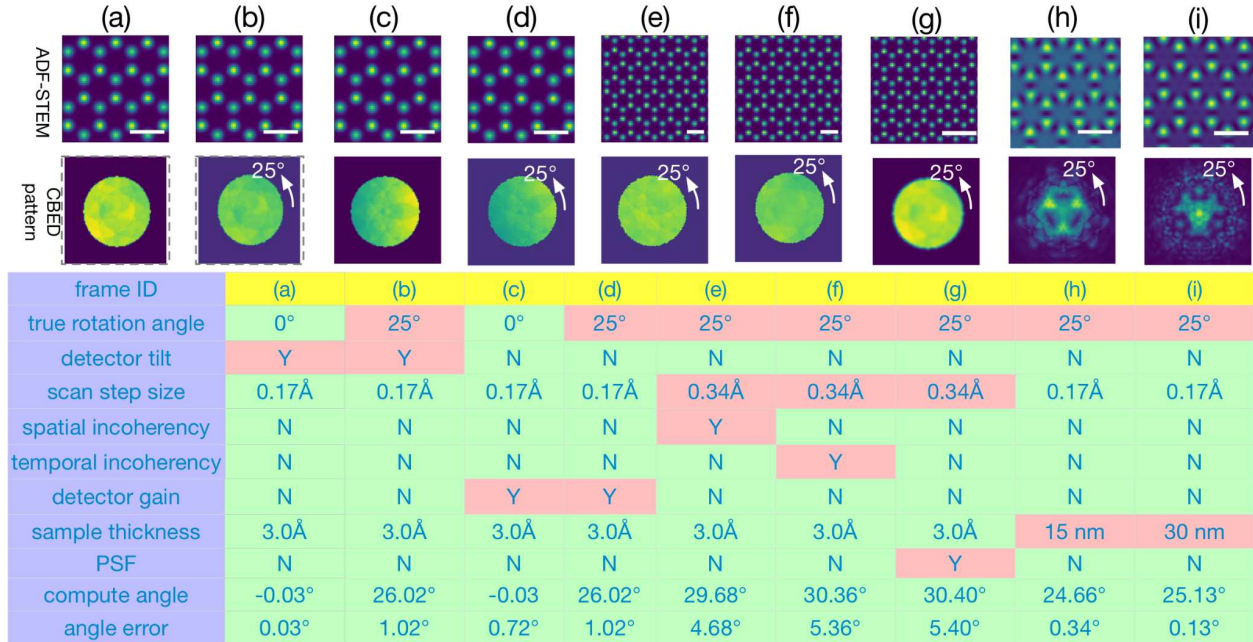 (a) (b) (c) (d) (e) (f) (g) (h) (i)
ADF-STEM
CBED
pattern
25° 25° 25° 25° 25° 25° 25°
frame ID (a) (b) (c) (d) (e) (f) (g) (h) (i)
true rotation angle 0° 25° 0° 25° 25° 25° 25° 25° 25°
detector tilt Y Y N N N N N N N
scan step size 0.17Å 0.17Å 0.17Å 0.17Å 0.34Å 0.34Å 0.34Å 0.17Å 0.17Å
spatial incoherency N N N N Y N N N N
temporal incoherency N N N N N Y N N N
detector gain N N Y Y N N N N N
sample thickness 3.0Å 3.0Å 3.0Å 3.0Å 3.0Å 3.0Å 3.0Å 15 nm 30 nm
PSF N N N N N N Y N N
compute angle -0.03° 26.02° -0.03 26.02° 29.68° 30.36° 30.40° 24.66° 25.13°
angle error 0.03° 1.02° 0.72° 1.02° 4.68° 5.36° 5.40° 0.34° 0.13°